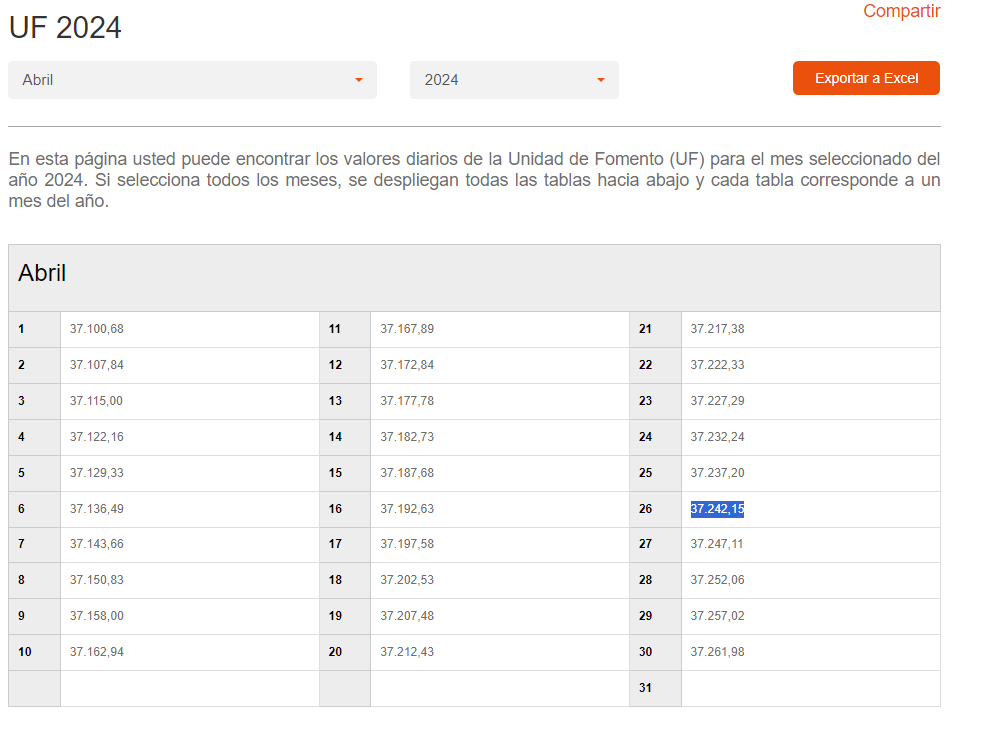 Compartir
UF 2024
Abril 2024 Exportar a Excel
En esta página usted puede encontrar los valores diarios de la Unidad de Fomento (UF) para el mes seleccionado del
año 2024. Si selecciona todos los meses, se despliegan todas las tablas hacia abajo y cada tabla corresponde a un
mes del año.
Abril
1 37.100,68 11 37.167,89 21 37.217,38
2 37.107,84 12 37.172,84 22 37.222,33
3 37.115,00 13 37.177,78 23 37.227,29
4 37.122,16 14 37.182,73 24 37.232,24
5 37.129,33 15 37.187,68 25 37.237,20
6 37.136,49 16 37.192,63 26 37.242,15
7 37.143,66 17 37.197,58 27 37.247,11
8 37.150,83 18 37.202,53 28 37.252,06
9 37.158,00 19 37.207,48 29 37.257,02
10 37.162,94 20 37.212,43 30 37.261,98
31